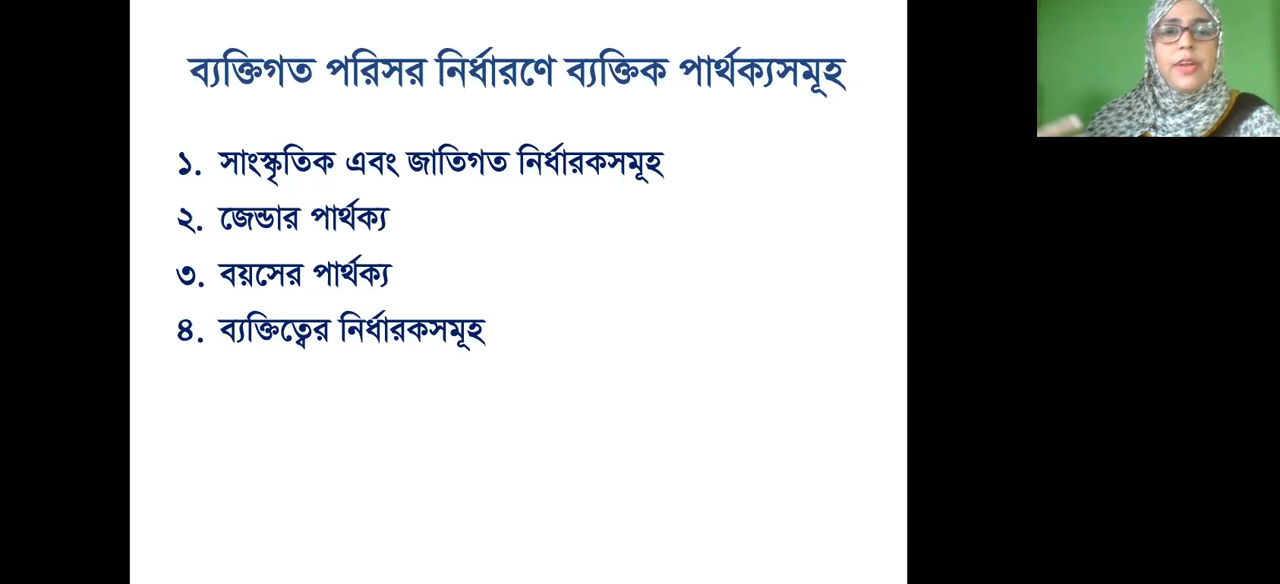 ব্যক্তিগত পরিসর নির্ধারণে ব্যক্তিক পার্থক্যসমূহ
১. সাংস্কৃতিক এবং জাতিগত নির্ধারকসমূহ
২. জেন্ডার পার্থক্য
৩. বয়সের পার্থক্য
৪. ব্যক্তিত্বের নির্ধারকসমূহ